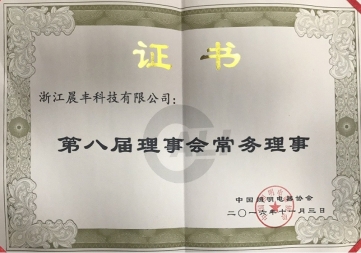 证书
浙江晨丰科技有限公司：
第八届理事会常务理事
中国照明电器协会
二〇一六年十一月三日